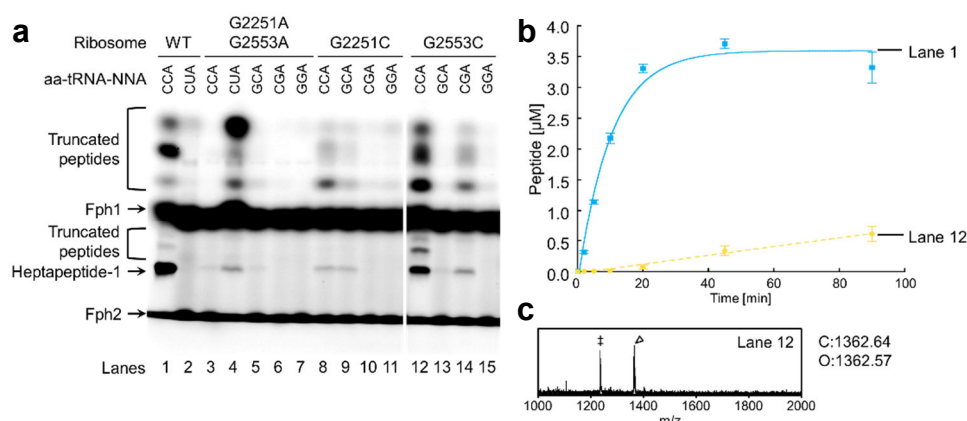 a
Ribosome
WT
G2251A
G2553A
G2251C
G2553C
aa-tRNA-NNA
CCA CUA CCA CUA GCA CGA GGA CCA GCA CGA GGA CCA GCA CGA GGA
Truncated
peptides
Fph1
Truncated
peptides
Heptapeptide-1
Fph2
Lanes 1 2 3 4 5 6 7 8 9 10 11 12 13 14 15
b
Peptide [µM]
4.0
3.5
3.0
2.5
2.0
1.5
1.0
0.5
0.0
0 20 40 60 80 100
Time [min]
Lane 1
Lane 12
c
‡
Lane 12
C:1362.64
O:1362.57
1000 1200 1400 1600 1800 2000
m/z